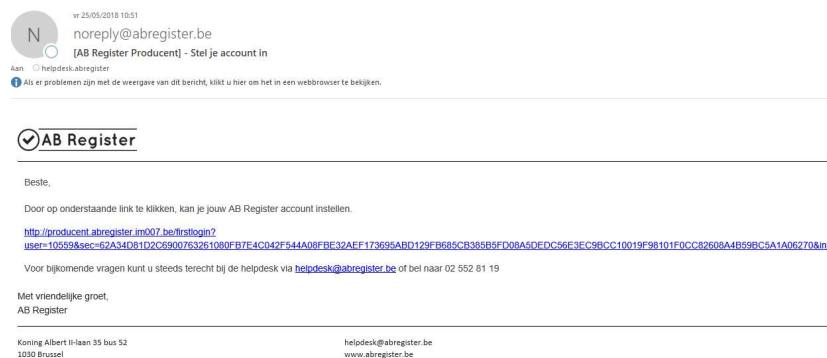 vr 25/05/2018 10:51
N
noreply@abregister.be
[AB Register Producent] - Stel je account in
Aan helpdesk.abregister
Als er problemen zijn met de weergave van dit bericht, klikt u hier om het in een webbrowser te bekijken.
AB Register
Beste,
Door op onderstaande link te klikken, kan je jouw AB Register account instellen.
http://producent.abregister.im007.be/firstlogin?
user=10559&sec=62A34D81D2C6900763261080FB7E4C042F544A08FBE32AEF173695ABD129FB685CB385B5FD08A5DEDC56E3EC9BCC10019F98101F0CC82608A4B59BC5A1A06270&in
Voor bijkomende vragen kunt u steeds terecht bij de helpdesk via helpdesk@abregister.be of bel naar 02 552 81 19
Met vriendelijke groet,
AB Register
Koning Albert II-laan 35 bus 52 helpdesk@abregister.be
1030 Brussel www.abregister.be